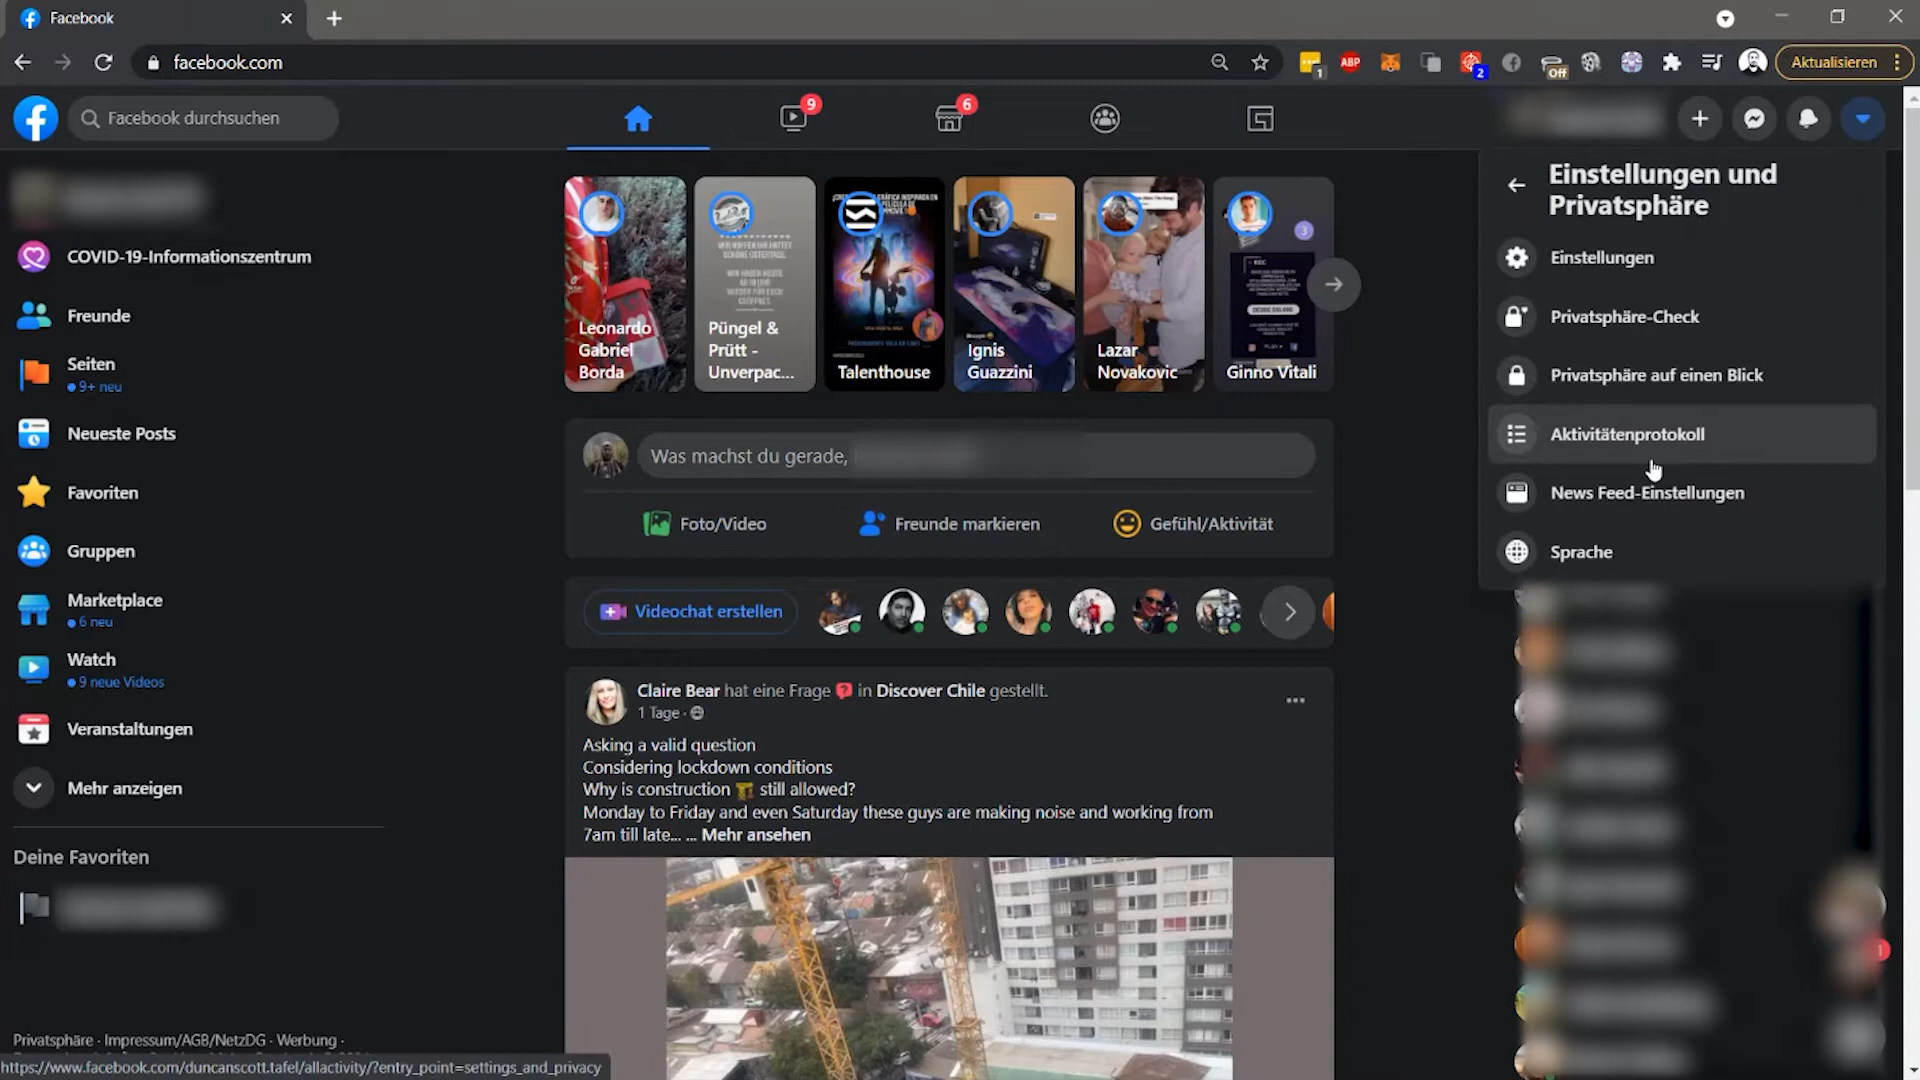 Facebook
facebook.com
1
ABP
2
Off
Aktualisieren
Facebook durchsuchen
9
6
COVID-19-Informationszentrum
Freunde
Seiten
9+ neu
Neueste Posts
Favoriten
Gruppen
Marketplace
6 neu
Watch
9 neue Videos
Veranstaltungen
Mehr anzeigen
Deine Favoriten
Privatsphäre · Impressum/AGB/NetzDG · Werbung ·
https://www.facebook.com/duncanscott.tafel/allactivity/?entry_point=settings_and_privacy
Leonardo
Gabriel
Borda
Püngel &
Prütt -
Unverpac...
Talenthouse
Ignis
Guazzini
Lazar
Novakovic
3
Ginno Vitali
Was machst du gerade,
Foto/Video
Freunde markieren
Gefühl/Aktivität
Videochat erstellen
Claire Bear hat eine Frage in Discover Chile gestellt.
1 Tage ·
Asking a valid question
Considering lockdown conditions
Why is construction 🏗 still allowed?
Monday to Friday and even Saturday these guys are making noise and working from
7am till late... ... Mehr ansehen
Einstellungen und
Privatsphäre
Einstellungen
Privatsphäre-Check
Privatsphäre auf einen Blick
Aktivitätenprotokoll
News Feed-Einstellungen
Sprache
1